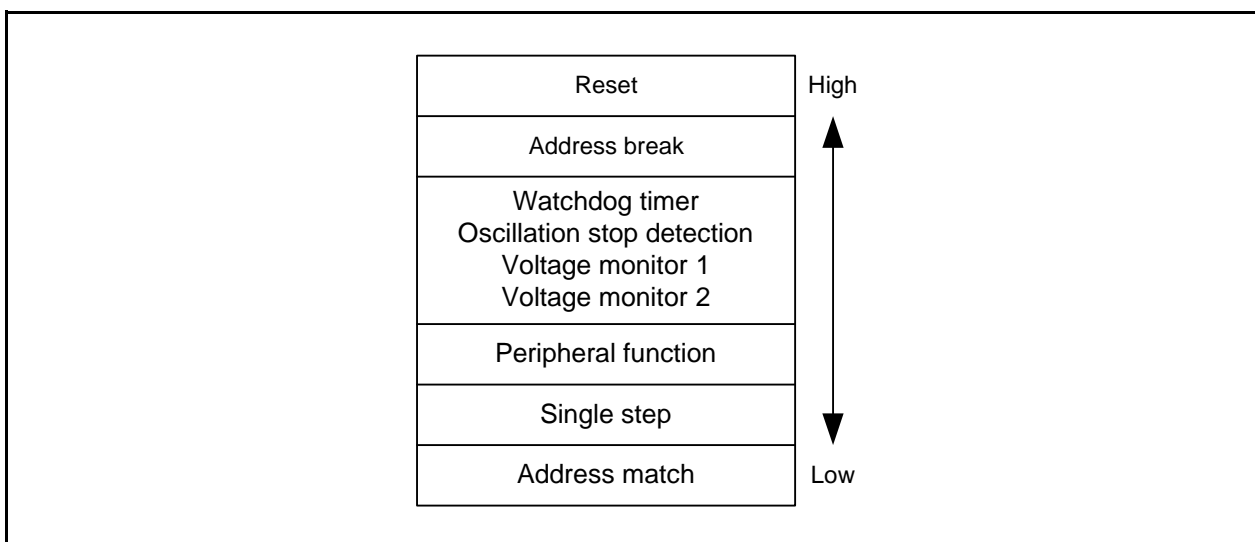 Reset
High
Address break
Watchdog timer
Oscillation stop detection
Voltage monitor 1
Voltage monitor 2
Peripheral function
Single step
Address match
Low